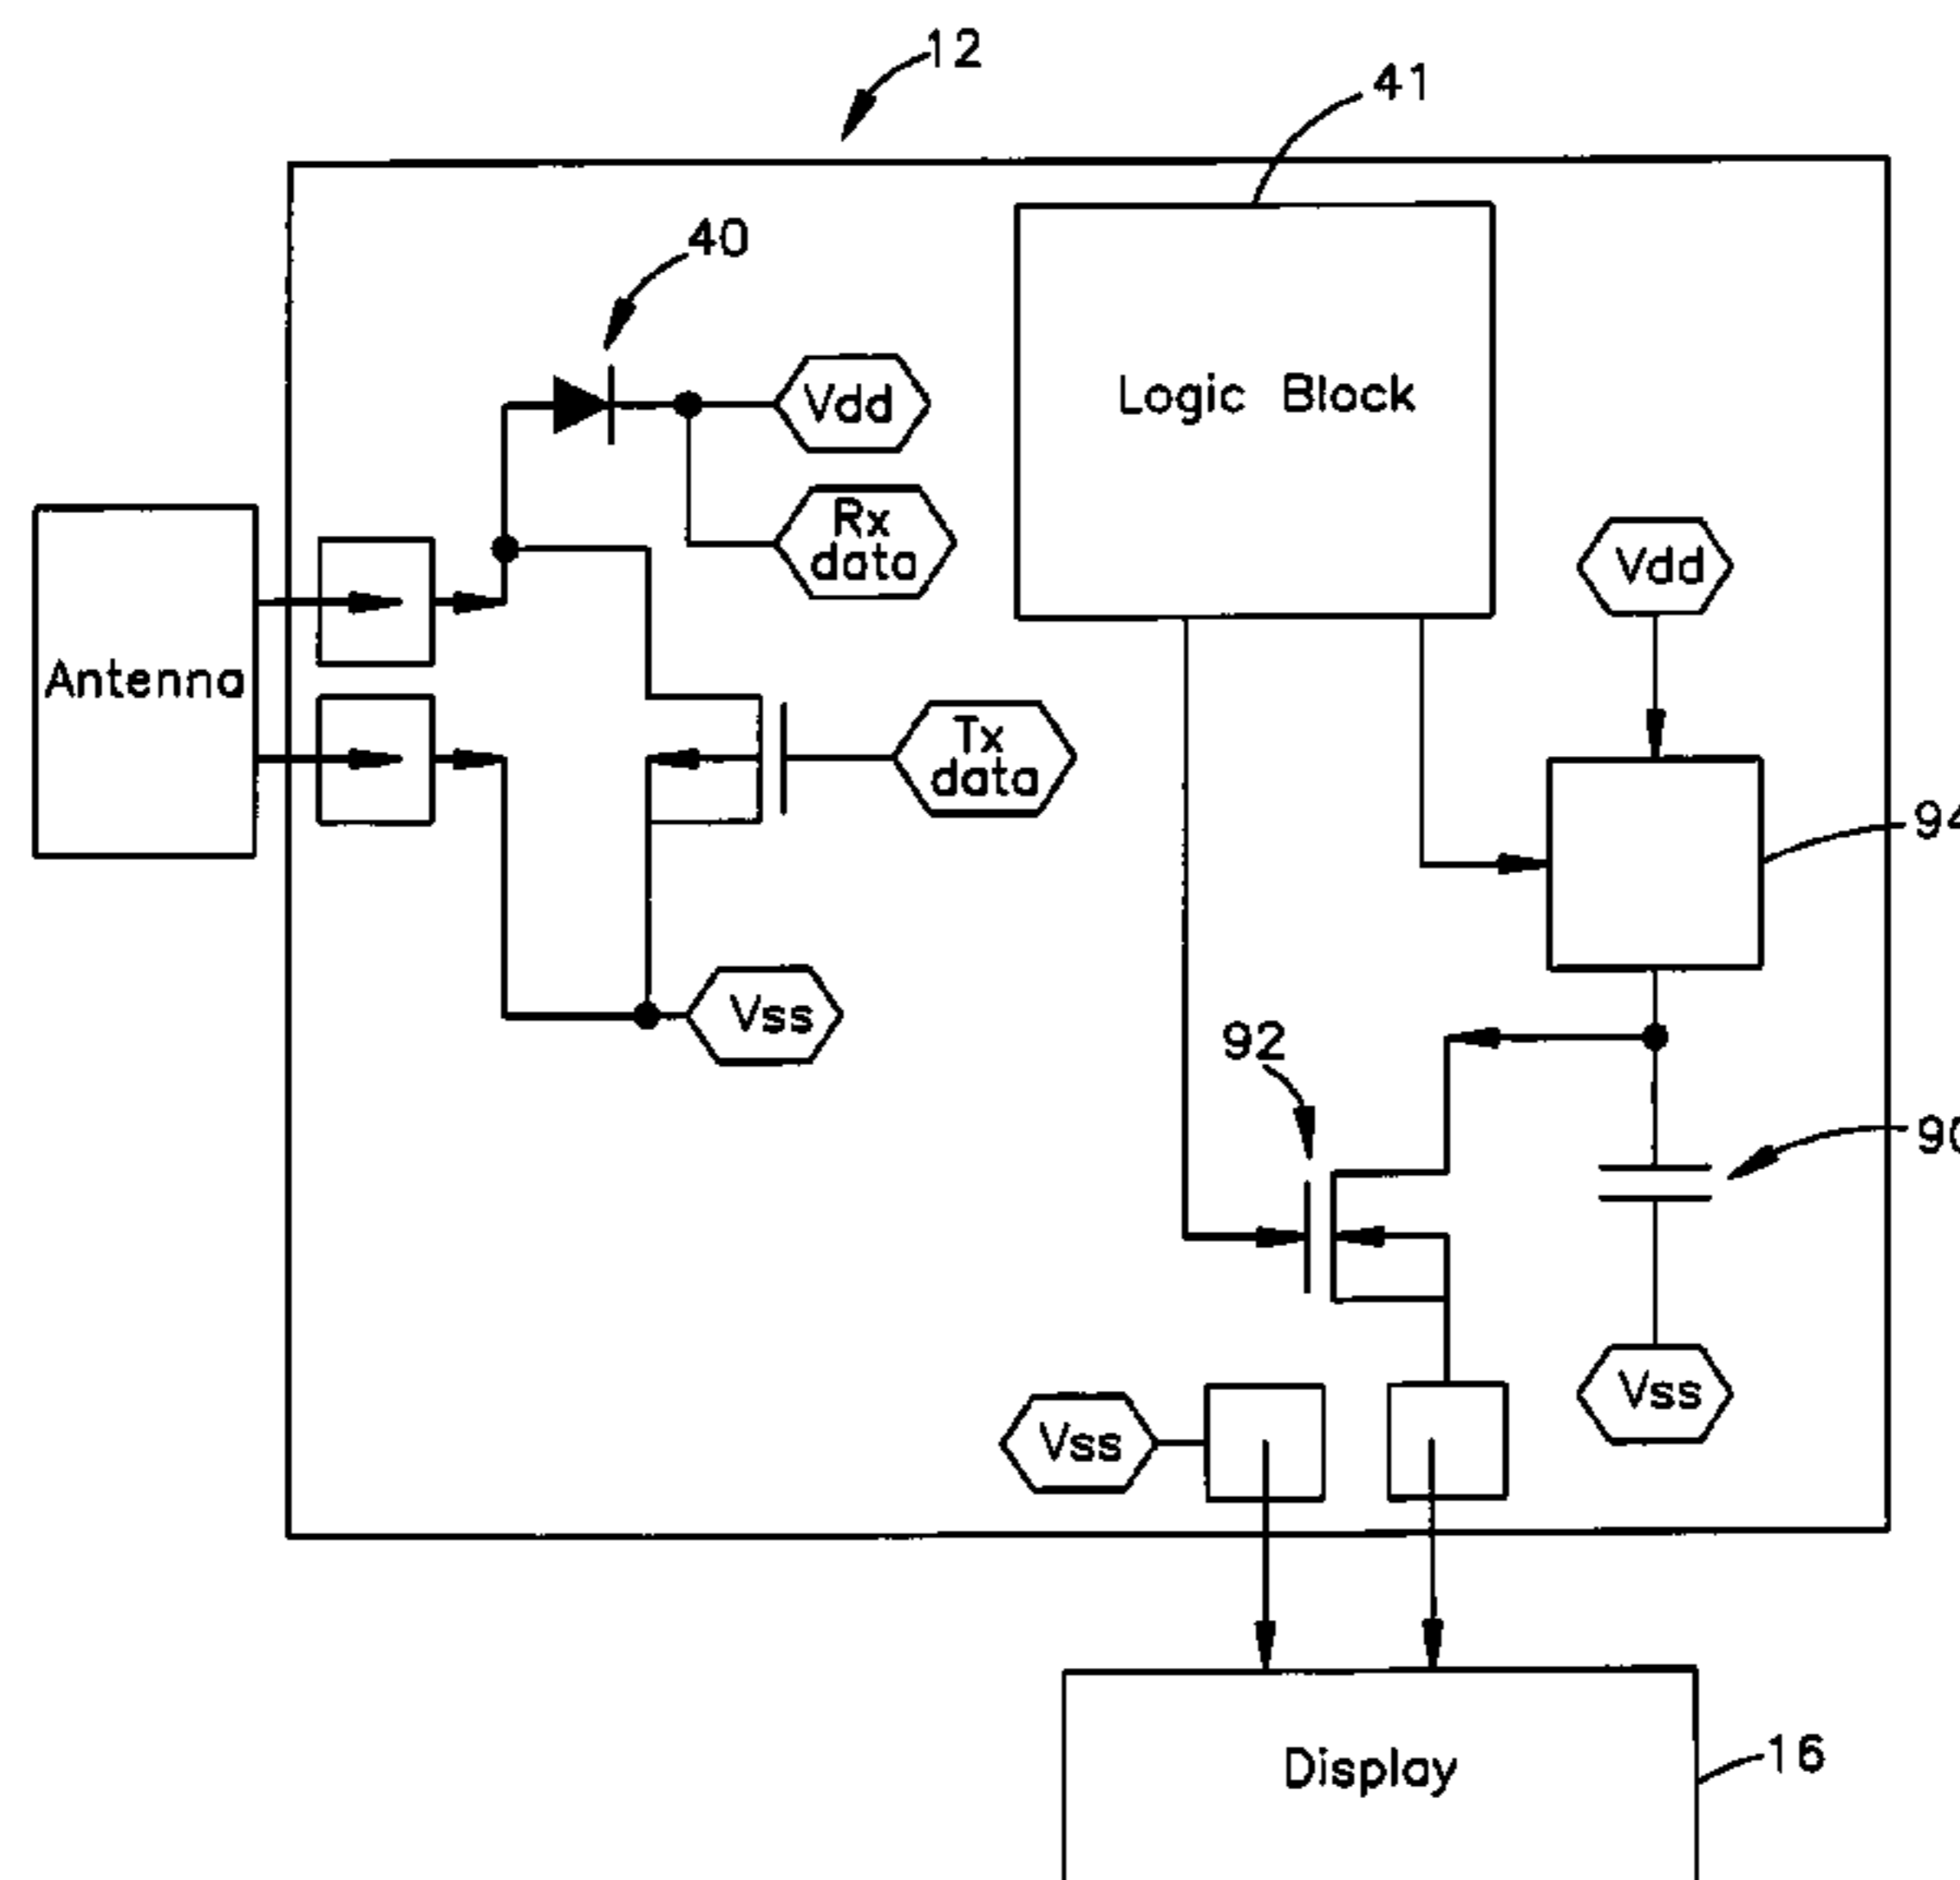 12
41
40
Vdd
Logic Block
Rx
data
Vdd
Antenna
Tx
data
94
Vss
92
Vss
Vss
Display
16